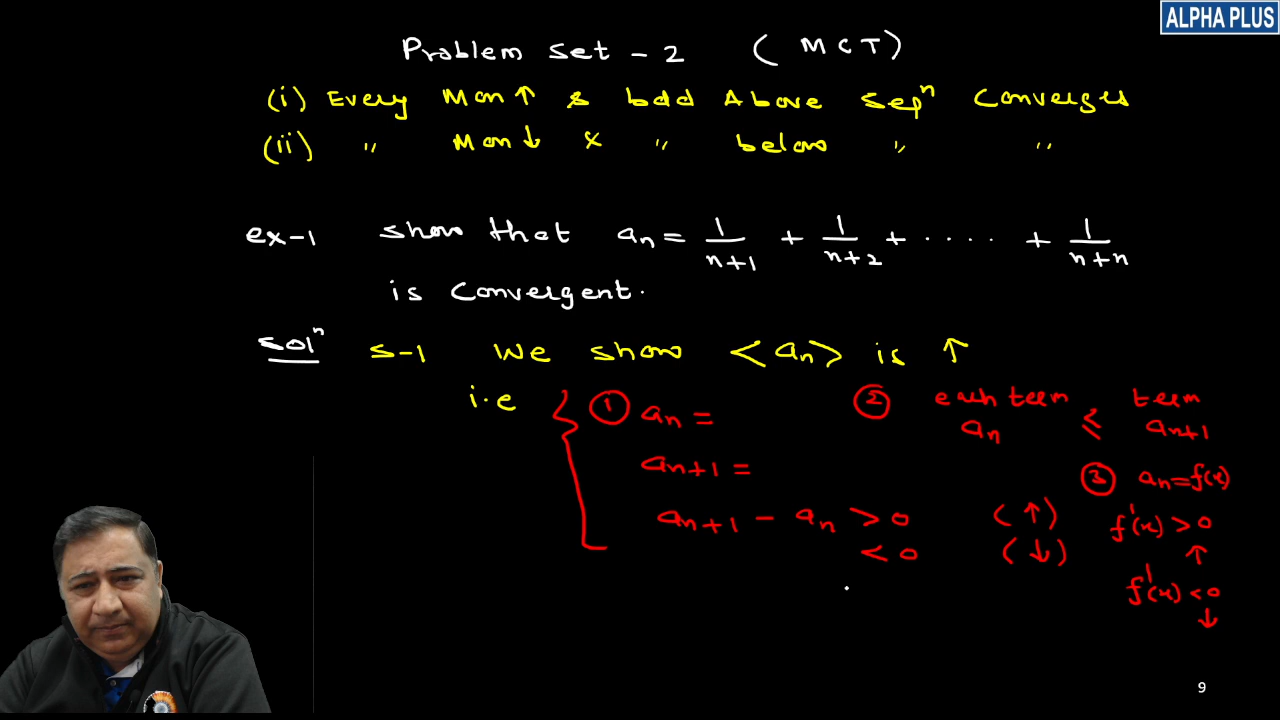 ALPHA PLUS
Problem set - 2 (MCT)
(i) Every Mon ↑ & bdd Above seqⁿ Converges
(ii) " Mon ↓ & " below " "
ex-1 show that aₙ = 1/(n+1) + 1/(n+2) + ..... + 1/(n+n)
is Convergent.
Solⁿ S-1 We show <aₙ> is ↑
i.e { ① aₙ =
aₙ₊₁ =
aₙ₊₁ - aₙ > 0 (↑)
< 0 (↓)
② each term ≤ term
aₙ aₙ₊₁
③ aₙ = f(x)
f'(x) > 0
↑
f'(x) < 0
↓
9